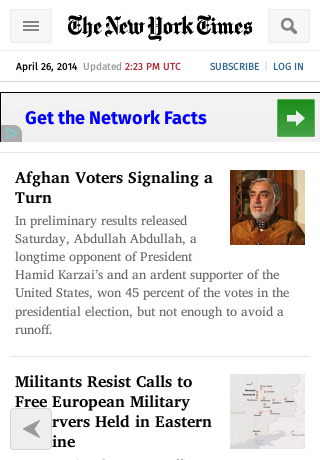 The New York Times
April 26, 2014 Updated 2:23 PM UTC SUBSCRIBE LOG IN
Get the Network Facts
Afghan Voters Signaling a
Turn
In preliminary results released
Saturday, Abdullah Abdullah, a
longtime opponent of President
Hamid Karzai’s and an ardent supporter of the
United States, won 45 percent of the votes in the
presidential election, but not enough to avoid a
runoff.
Militants Resist Calls to
Free European Military
ervers Held in Eastern
ine